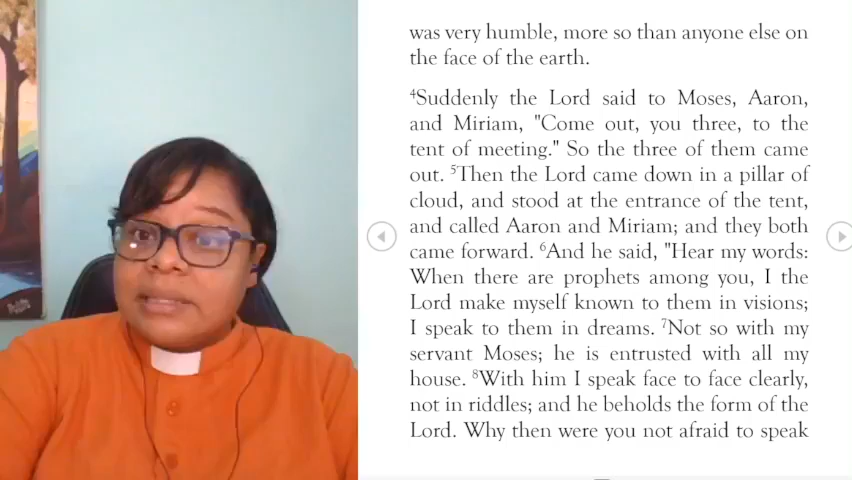 was very humble, more so than anyone else on
the face of the earth.
⁴Suddenly the Lord said to Moses, Aaron,
and Miriam, "Come out, you three, to the
tent of meeting." So the three of them came
out. ⁵Then the Lord came down in a pillar of
cloud, and stood at the entrance of the tent,
and called Aaron and Miriam; and they both
came forward. ⁶And he said, "Hear my words:
When there are prophets among you, I the
Lord make myself known to them in visions;
I speak to them in dreams. ⁷Not so with my
servant Moses; he is entrusted with all my
house. ⁸With him I speak face to face clearly,
not in riddles; and he beholds the form of the
Lord. Why then were you not afraid to speak